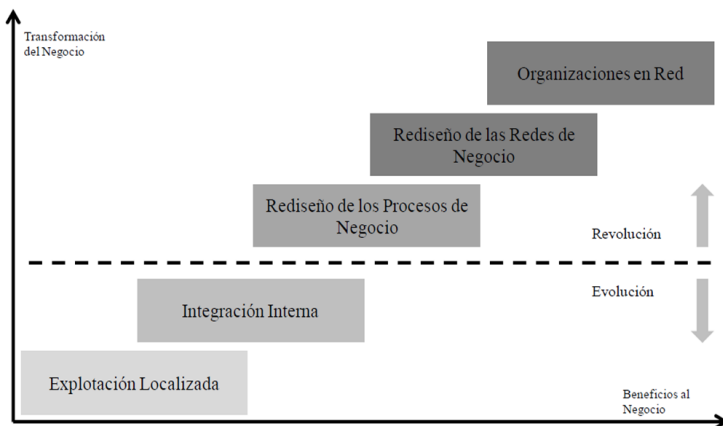 Transformación
del Negocio
Organizaciones en Red
Rediseño de las Redes de
Negocio
Rediseño de los Procesos de
Negocio
Revolución
Evolución
Integración Interna
Explotación Localizada
Beneficios al
Negocio